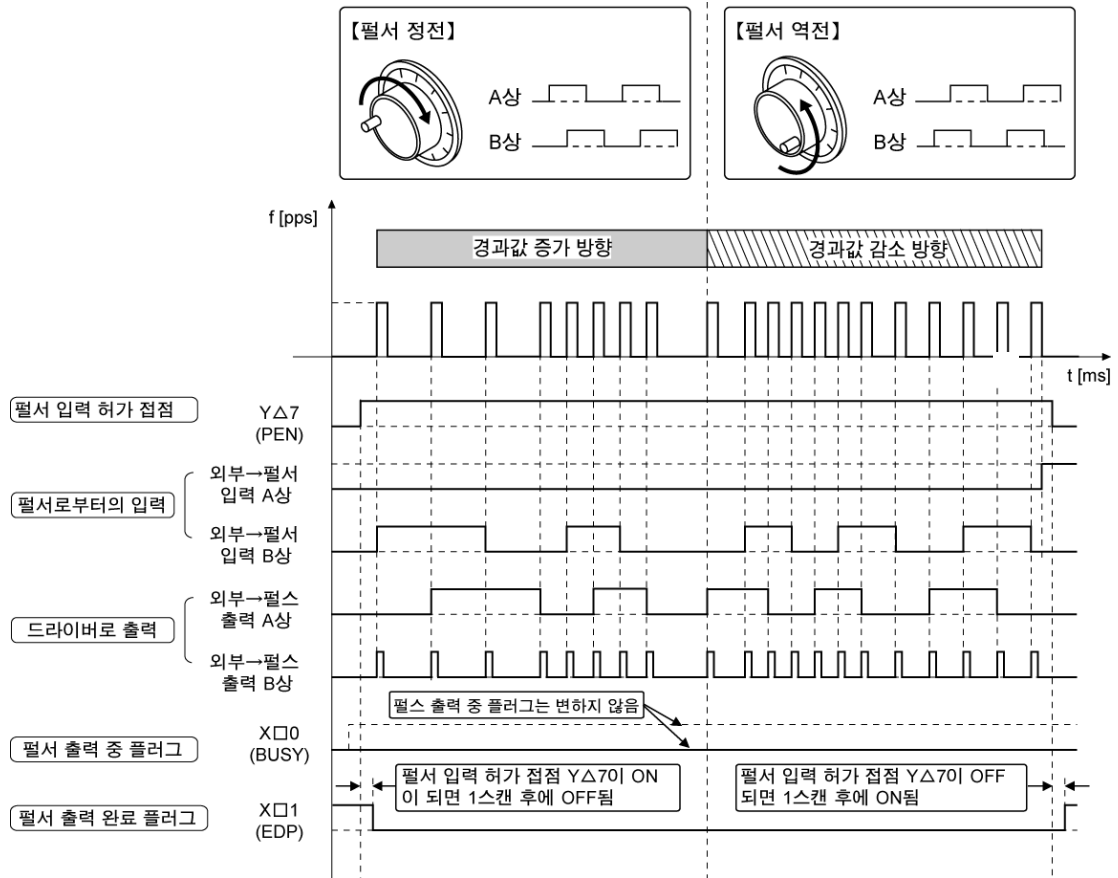 【펄서 정전】
A상
B상
【펄서 역전】
A상
B상
f [pps]
경과값 증가 방향
경과값 감소 방향
t [ms]
펄서 입력 허가 접점
Y△7
(PEN)
펄서로부터의 입력
외부→펄서
입력 A상
외부→펄서
입력 B상
드라이버로 출력
외부→펄스
출력 A상
외부→펄스
출력 B상
펄스 출력 중 플러그는 변하지 않음
펄서 출력 중 플러그
X□0
(BUSY)
펄서 입력 허가 접점 Y△7이 ON
이 되면 1스캔 후에 OFF됨
펄서 입력 허가 접점 Y△7이 OFF
되면 1스캔 후에 ON됨
펄서 출력 완료 플러그
X□1
(EDP)